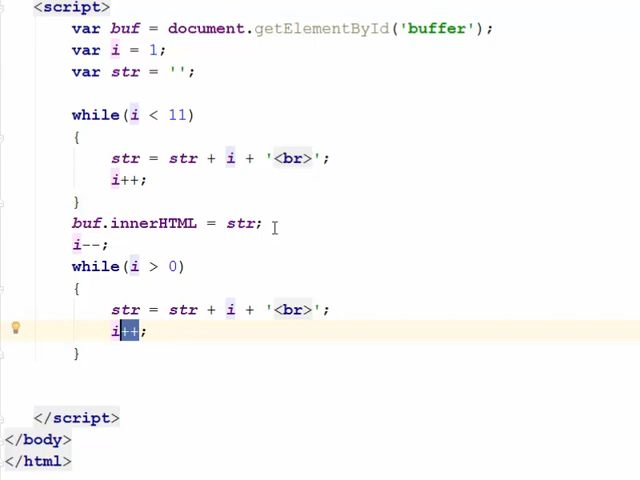 <script>
var buf = document.getElementById('buffer');
var i = 1;
var str = '';
while(i < 11)
{
str = str + i + '<br>';
i++;
}
buf.innerHTML = str;
i--;
while(i > 0)
{
str = str + i + '<br>';
i++;
}
</script>
</body>
</html>